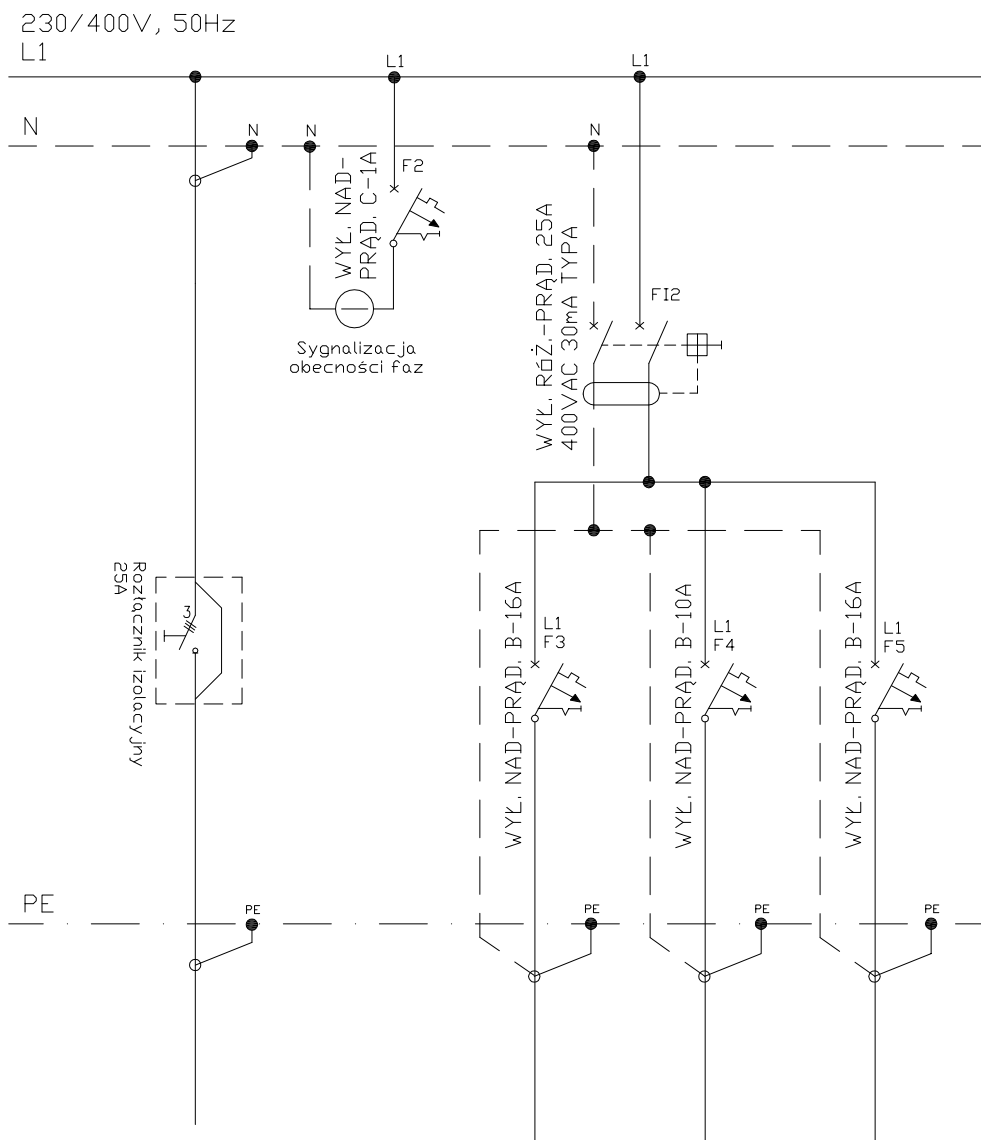 230/400V, 50Hz
L1
L1
L1
N
N
N
N
F2
WYŁ. NAD-
PRĄD. C-1A
Sygnalizacja
obecności faz
WYŁ. RóŻ.-PRĄD. 25A
400VAC 30mA TYPA
FI2
Rozłącznik izolacyjny
25A
3
WYŁ. NAD-PRĄD. B-16A
L1
F3
WYŁ. NAD-PRĄD. B-10A
L1
F4
WYŁ. NAD-PRĄD. B-16A
L1
F5
PE
PE
PE
PE
PE